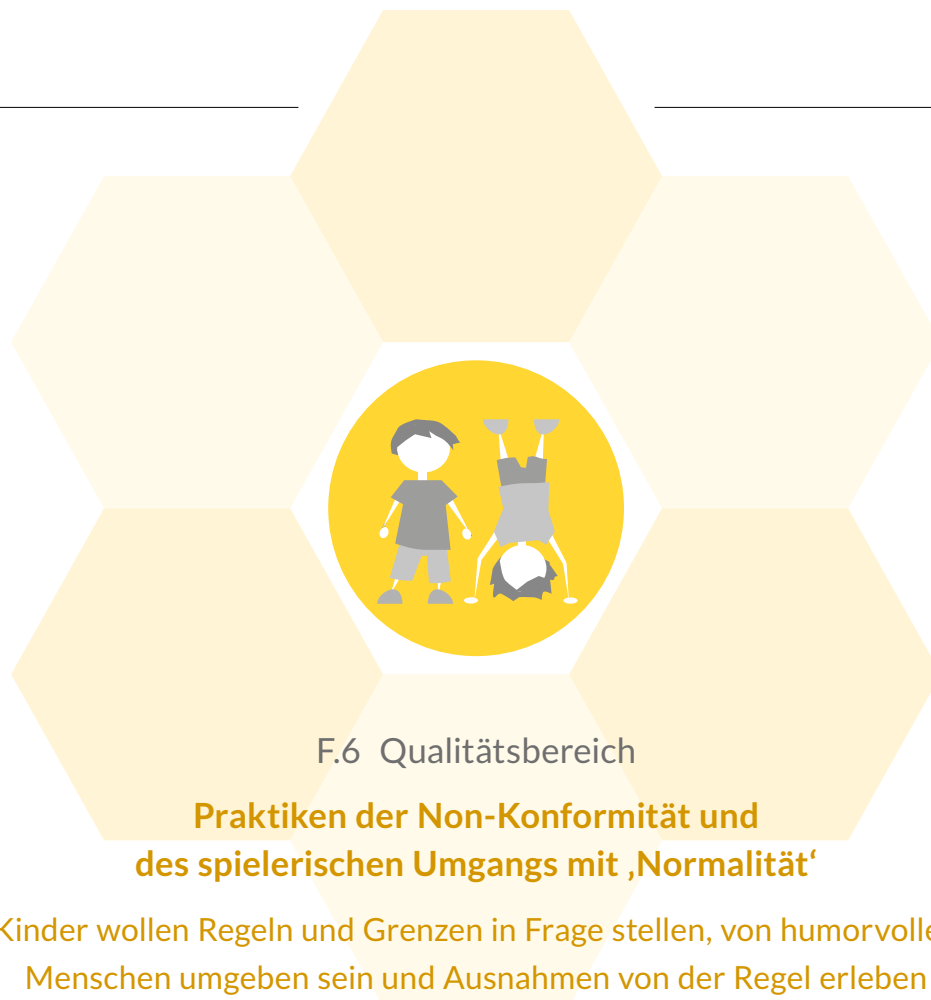 F.6 Qualitätsbereich
Praktiken der Non-Konformität und
des spielerischen Umgangs mit ‚Normalität‘
Kinder wollen Regeln und Grenzen in Frage stellen, von humorvolle
Menschen umgeben sein und Ausnahmen von der Regel erleben